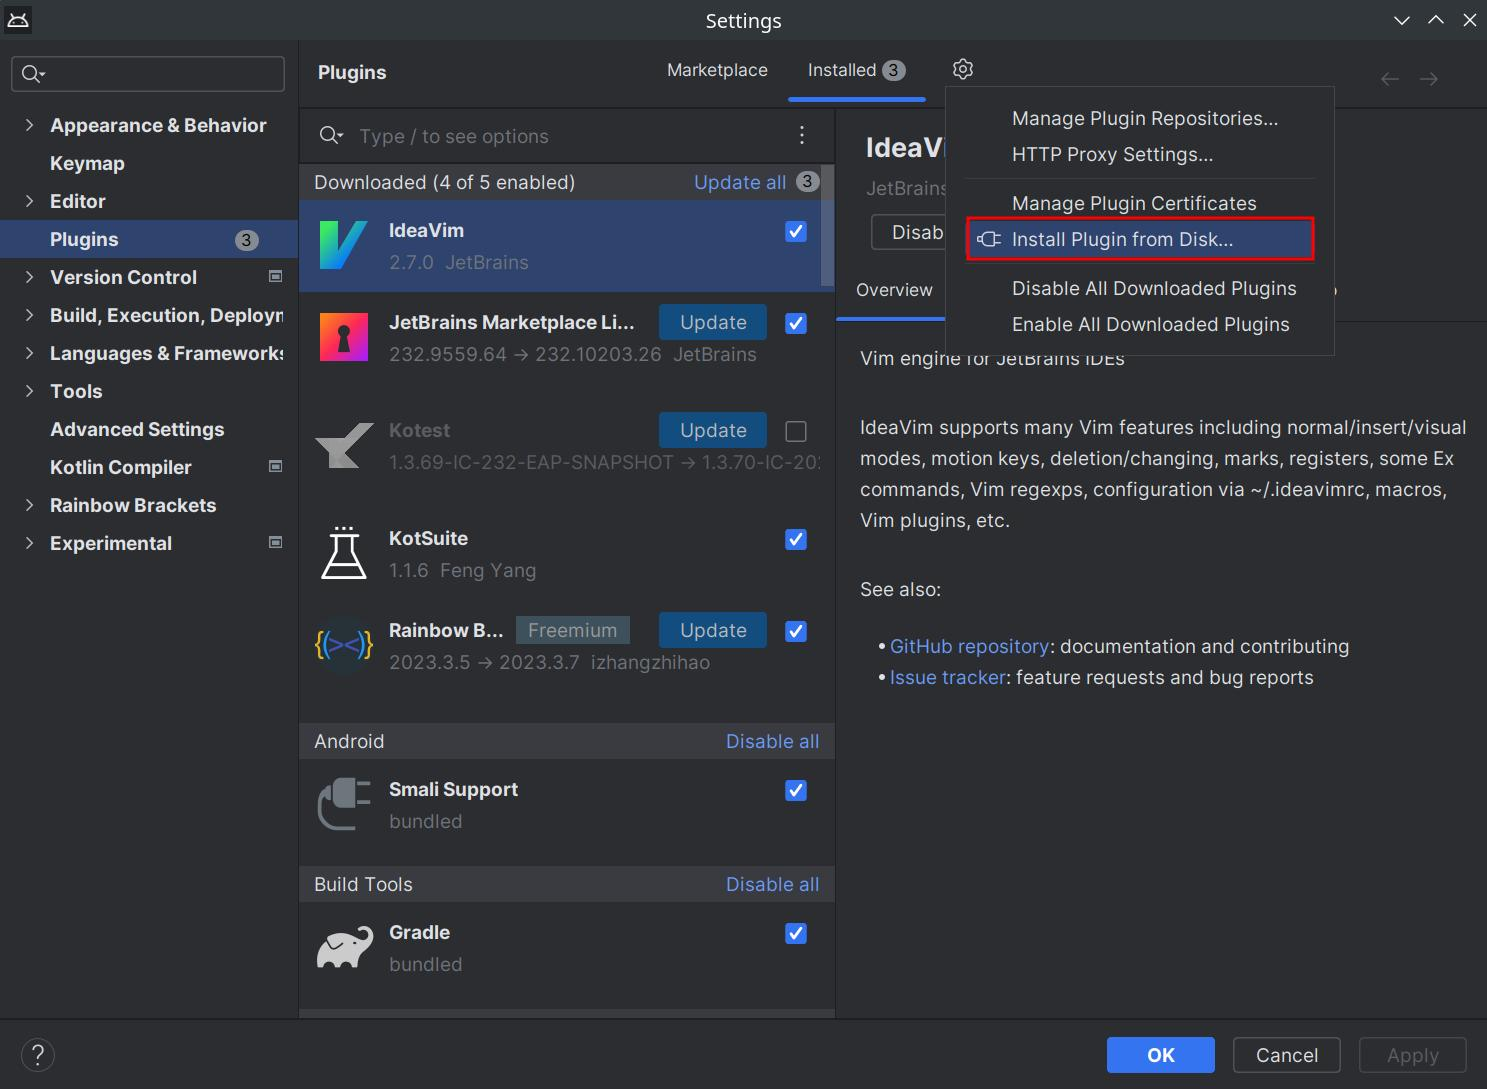 Settings
Plugins
Marketplace
Installed 3
Appearance & Behavior
Keymap
Editor
Plugins 3
Version Control
Build, Execution, Deployn
Languages & Frameworks
Tools
Advanced Settings
Kotlin Compiler
Rainbow Brackets
Experimental
Type / to see options
Downloaded (4 of 5 enabled) Update all 3
IdeaVim
2.7.0 JetBrains
JetBrains Marketplace Li... Update
232.9559.64 → 232.10203.26 JetBrains
Kotest Update
1.3.69-IC-232-EAP-SNAPSHOT → 1.3.70-IC-20
KotSuite
1.1.6 Feng Yang
Rainbow B... Freemium Update
2023.3.5 → 2023.3.7 izhangzhihao
Android Disable all
Smali Support
bundled
Build Tools Disable all
Gradle
bundled
IdeaVi
JetBrains
Disab
Overview
Manage Plugin Repositories...
HTTP Proxy Settings...
Manage Plugin Certificates
Install Plugin from Disk...
Disable All Downloaded Plugins
Enable All Downloaded Plugins
Vim engine for JetBrains IDEs
IdeaVim supports many Vim features including normal/insert/visual
modes, motion keys, deletion/changing, marks, registers, some Ex
commands, Vim regexps, configuration via ~/.ideavimrc, macros,
Vim plugins, etc.
See also:
• GitHub repository: documentation and contributing
• Issue tracker: feature requests and bug reports
?
OK
Cancel
Apply